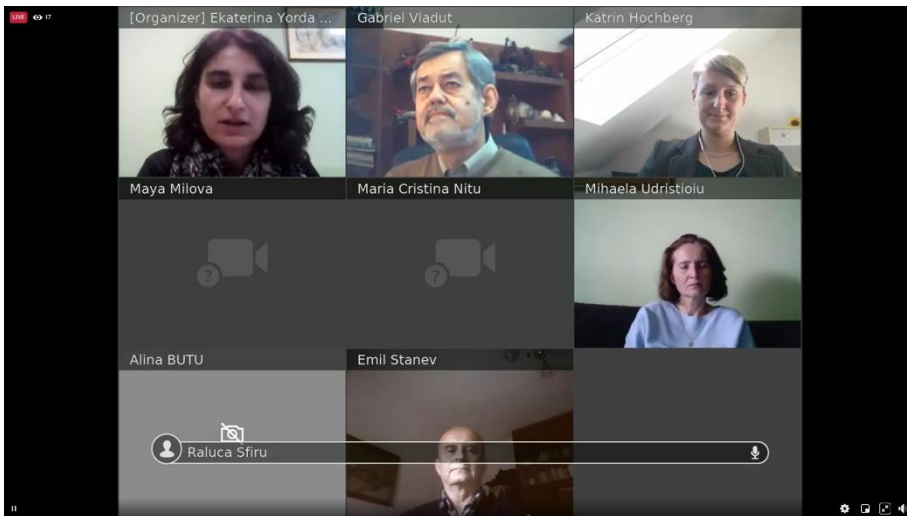 LIVE 17
[Organizer] Ekaterina Yorda ...
Gabriel Vladut
Katrin Hochberg
Maya Milova
Maria Cristina Nitu
Mihaela Udristioiu
?
?
Alina BUTU
Emil Stanev
Raluca Sfiru